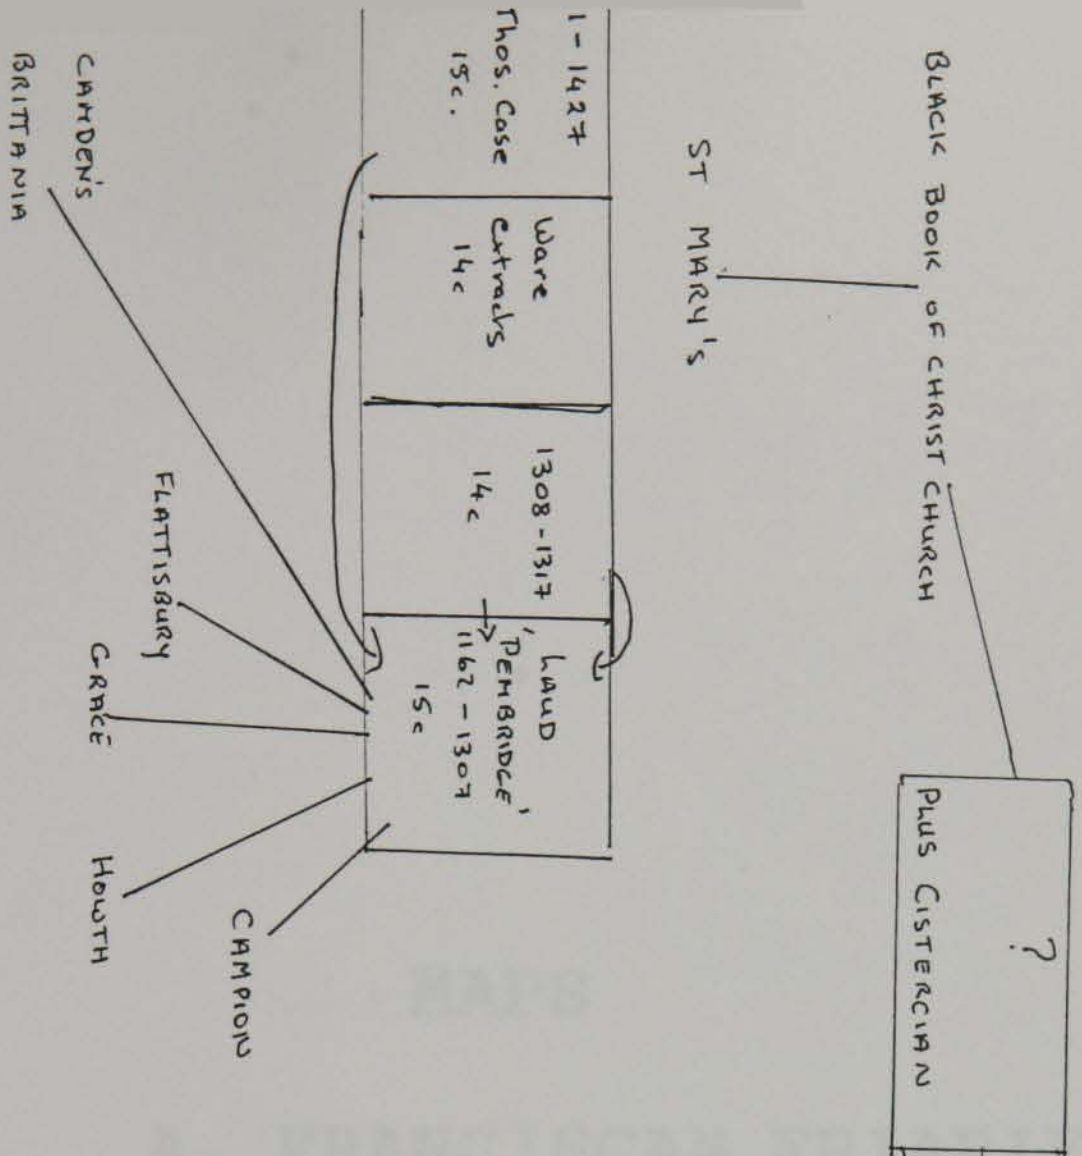 ?
BLACK BOOK OF CHRIST CHURCH
PLUS CISTERCIAN
ST MARY'S
1-1427
Thos. Case
15c.
Ware
extracts
14c
1308-1317
14c
LAUD
'PEMBRIDGE'
1162-1307
15c
CAMDEN'S
BRITTANIA
FLATTISBURY
GRACE
HOWTH
CAMPION
MAPS